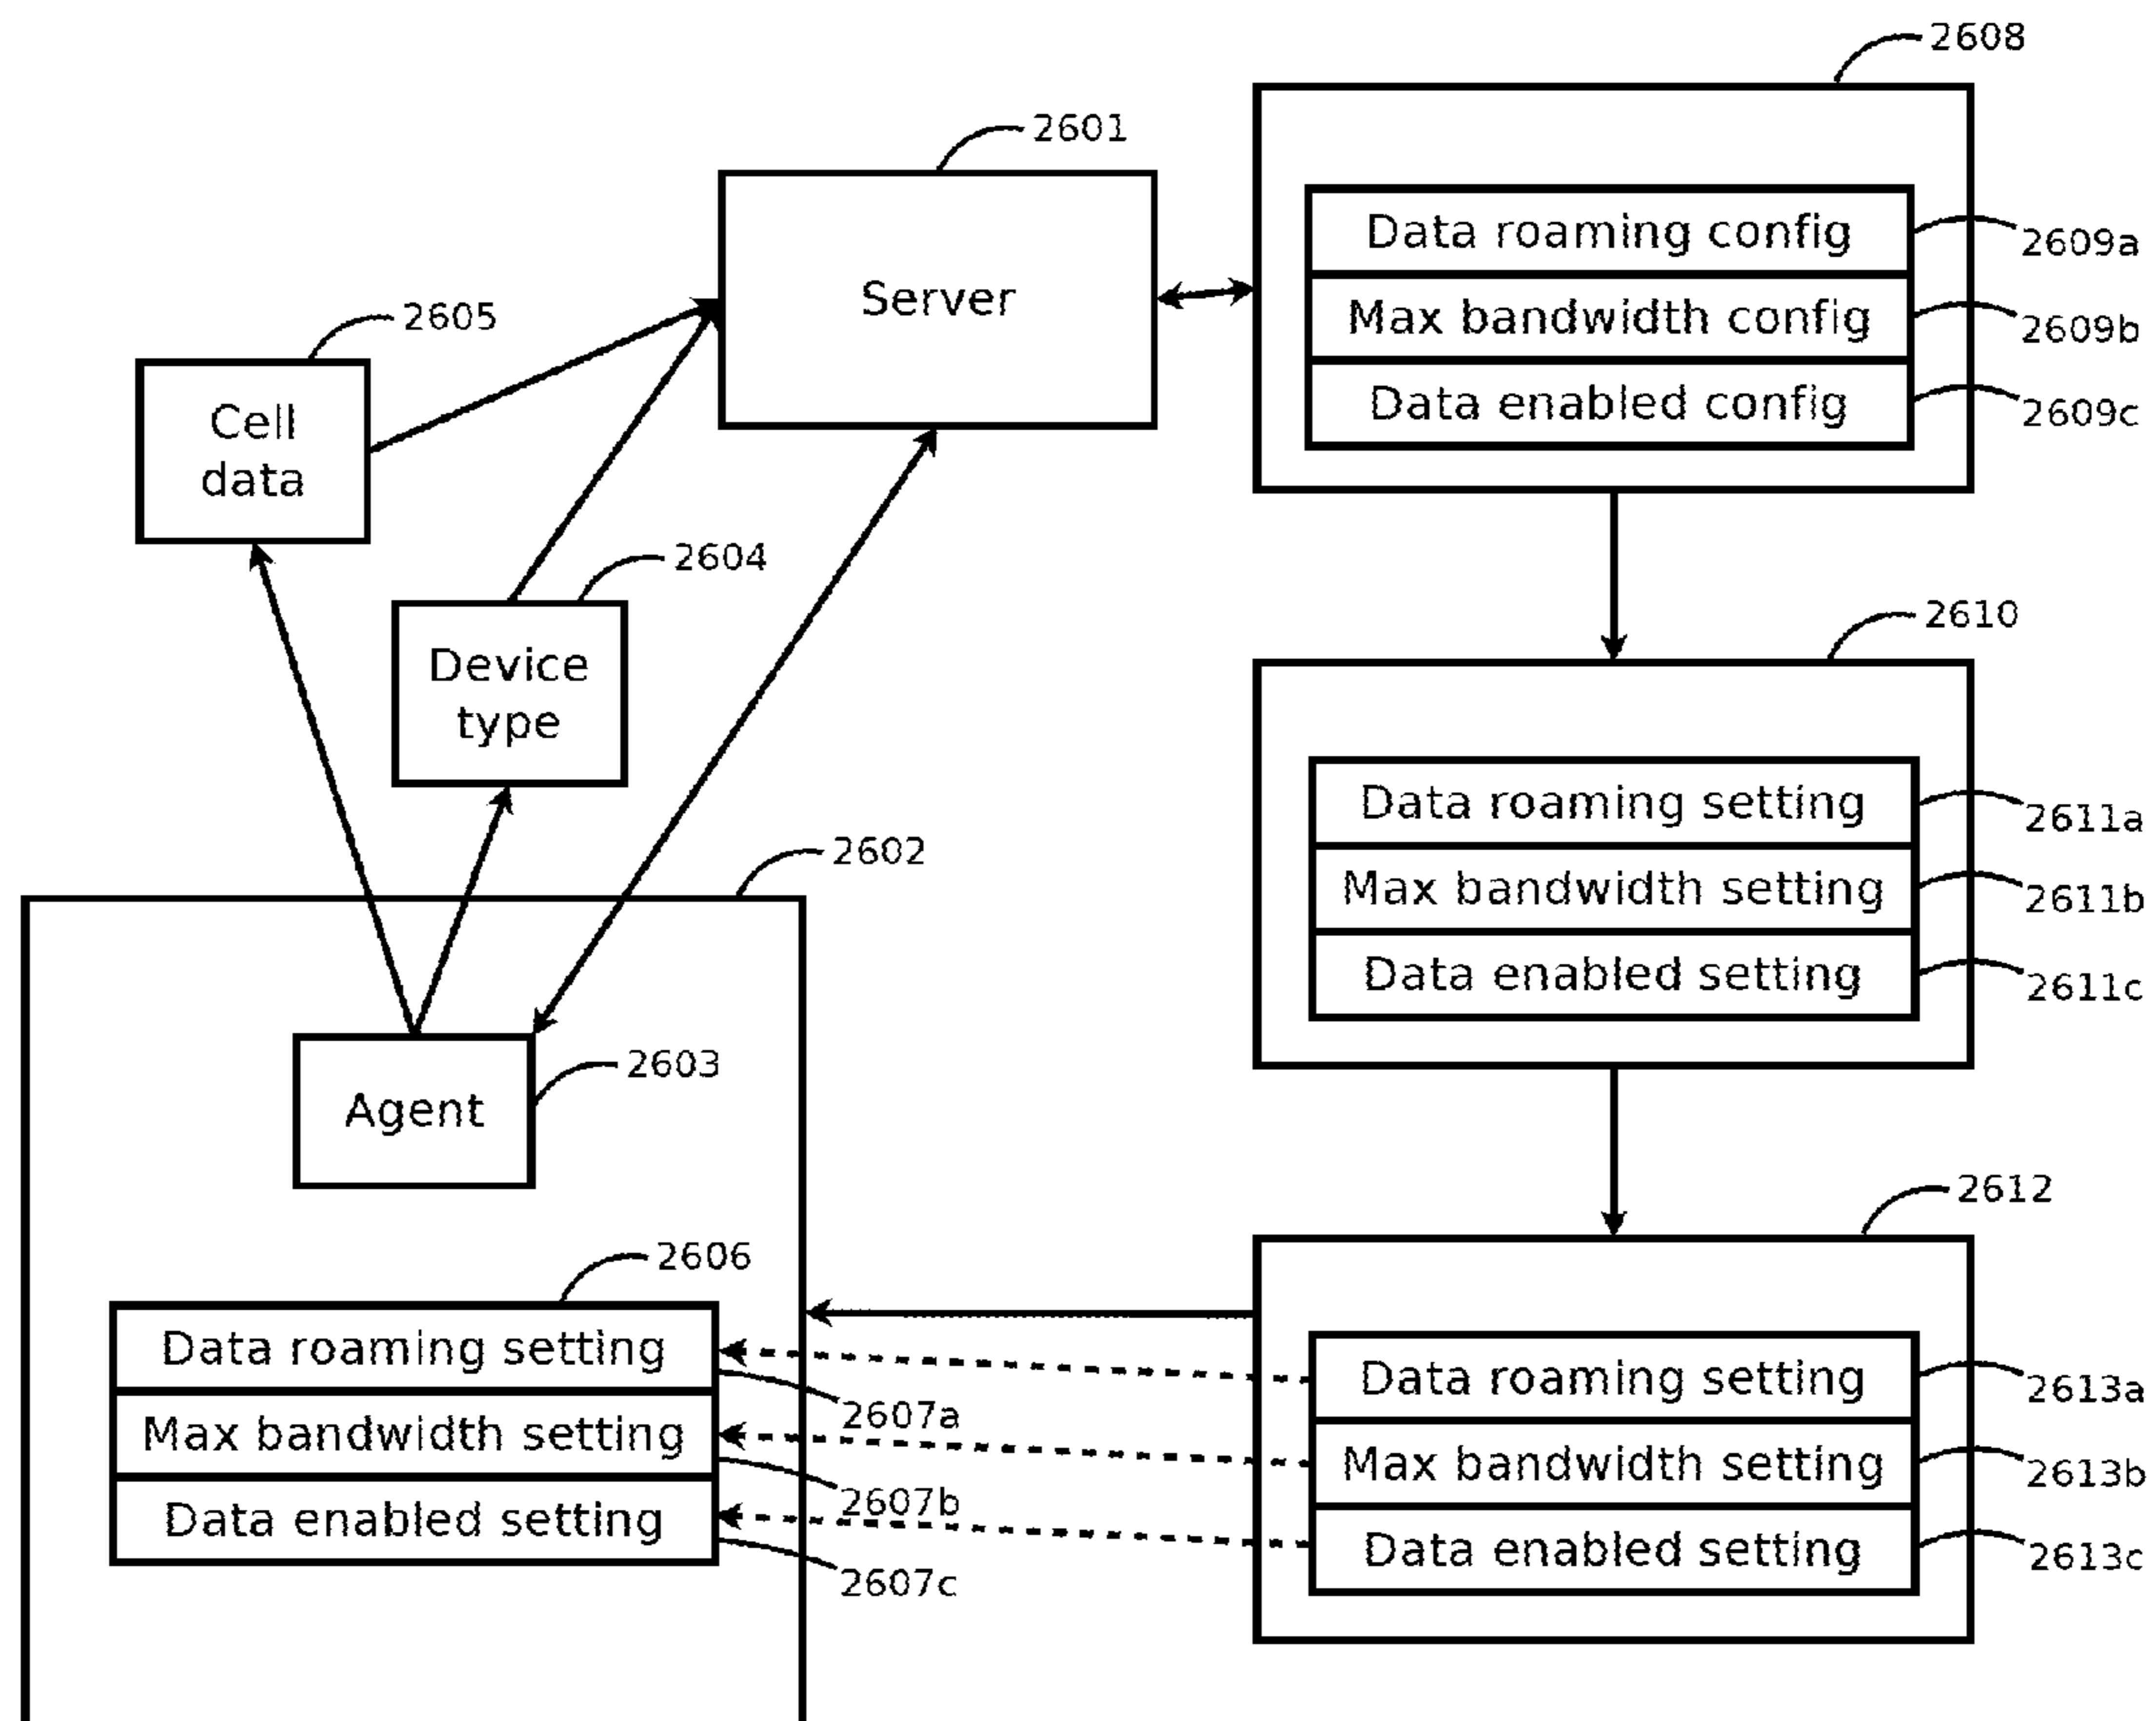 2608
2601
Data roaming config
2609a
Server
Max bandwidth config
2609b
2605
Data enabled config
2609c
Cell
data
2604
2610
Device
type
Data roaming setting
2611a
2602
Max bandwidth setting
2611b
Data enabled setting
2611c
2603
Agent
2612
2606
Data roaming setting
2607a
Data roaming setting
2613a
Max bandwidth setting
2607b
Max bandwidth setting
2613b
Data enabled setting
2607c
Data enabled setting
2613c